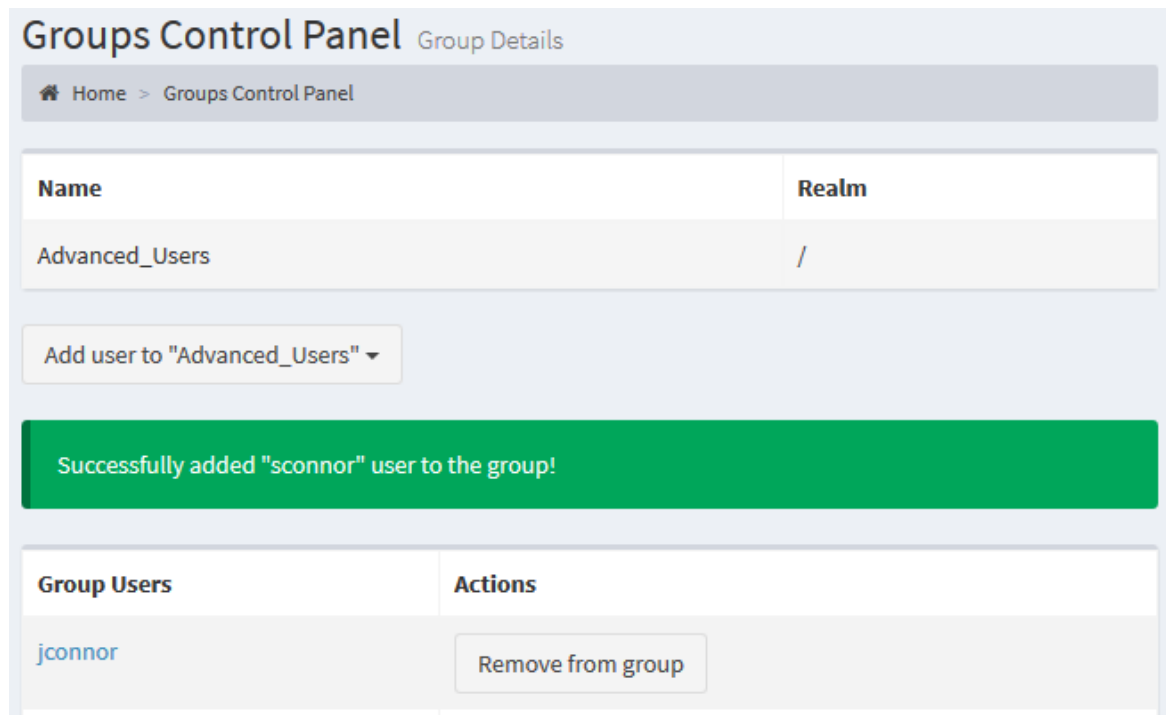 Groups Control Panel Group Details
Home > Groups Control Panel
Name Realm
Advanced_Users /
Add user to "Advanced_Users"
Successfully added "sconnor" user to the group!
Group Users Actions
jconnor Remove from group